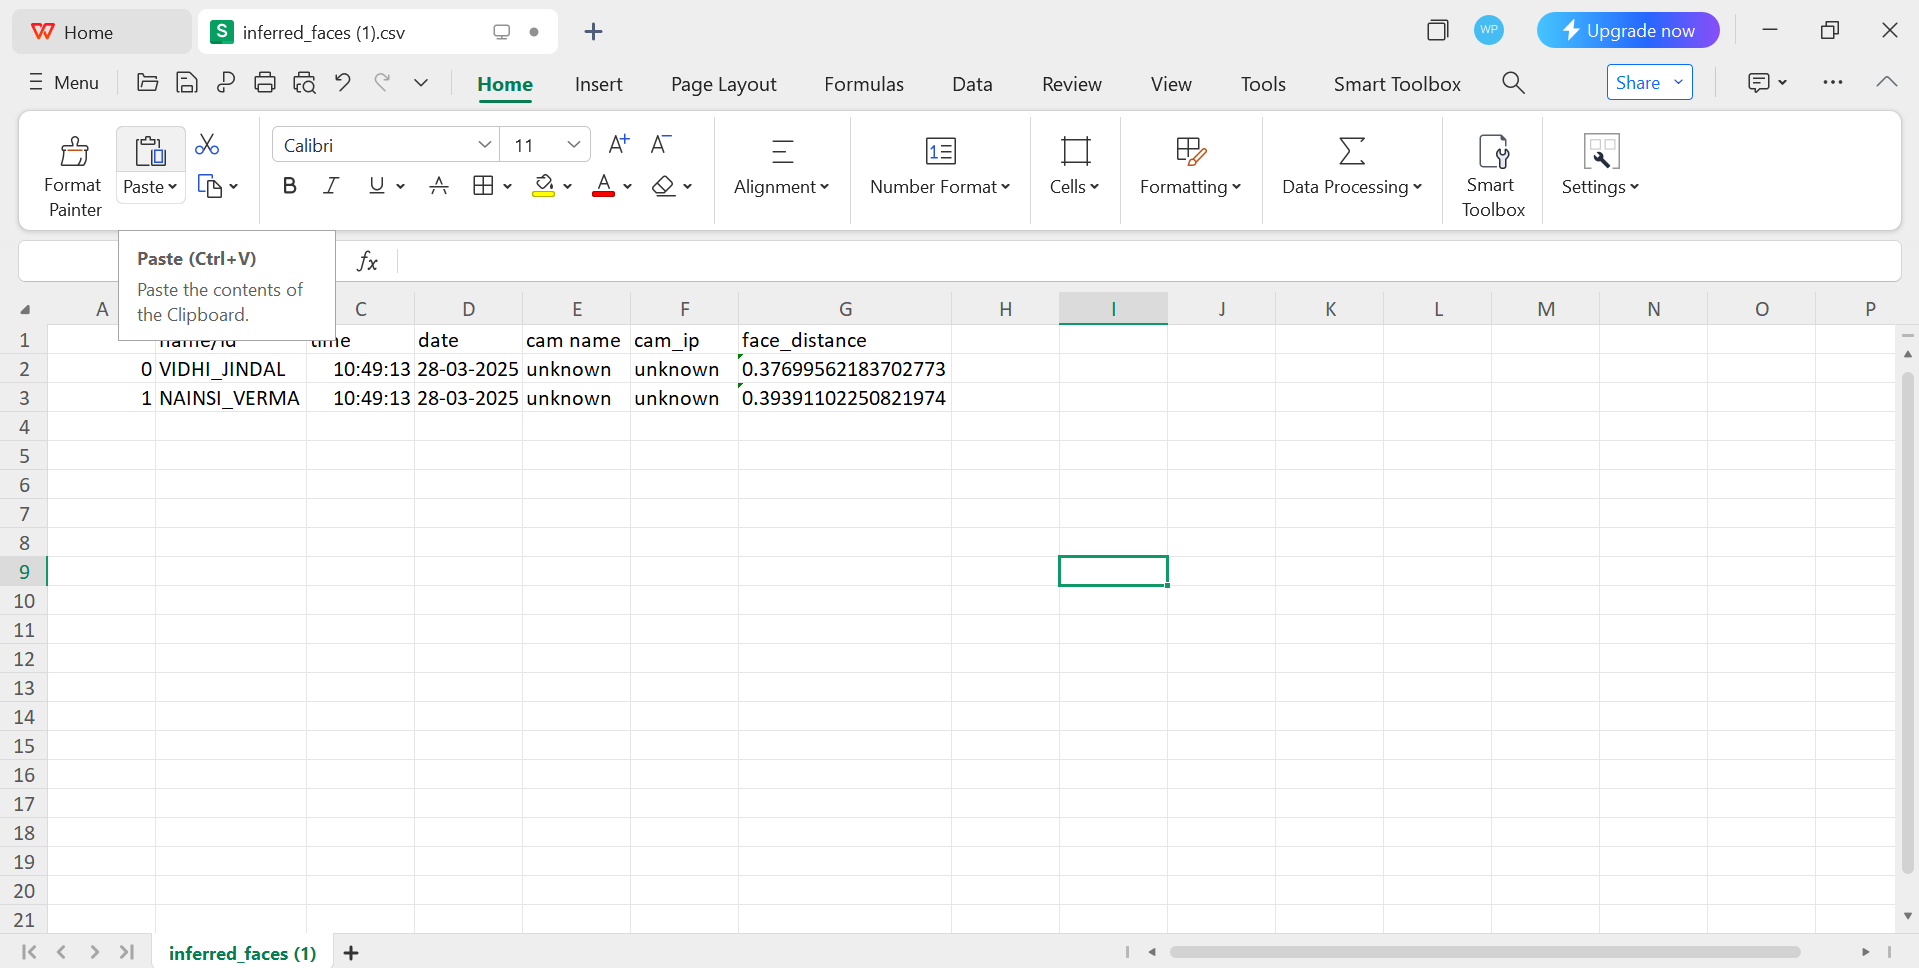 Home
inferred_faces (1).csv
WP
Upgrade now
Menu
Home Insert Page Layout Formulas Data Review View Tools Smart Toolbox
Share
Format
Painter
Paste
Calibri 11
Alignment
Number Format
Cells
Formatting
Data Processing
Smart
Toolbox
Settings
Paste (Ctrl+V)
Paste the contents of
the Clipboard.
fx
A C D E F G H I J K L M N O P
1 name/id time date cam name cam_ip face_distance
2 0 VIDHI_JINDAL 10:49:13 28-03-2025 unknown unknown 0.37699562183702773
3 1 NAINSI_VERMA 10:49:13 28-03-2025 unknown unknown 0.39391102250821974
4
5
6
7
8
9
10
11
12
13
14
15
16
17
18
19
20
21
inferred_faces (1)